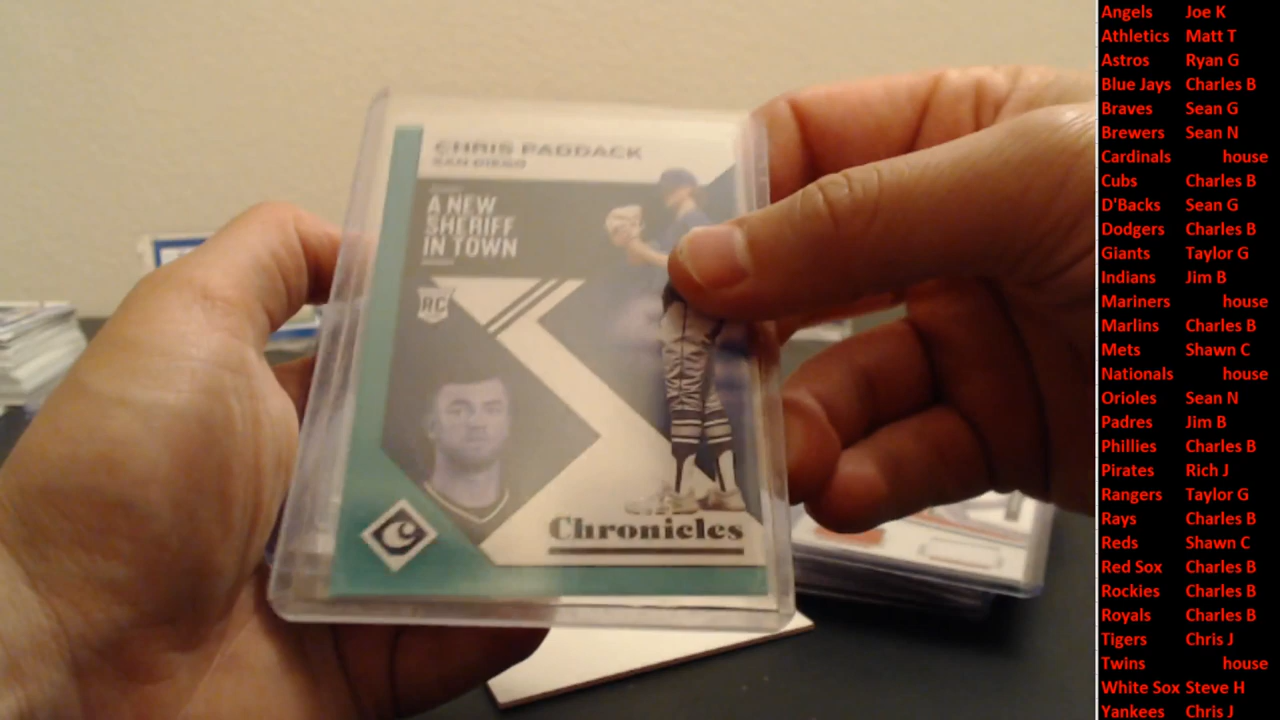 CHRIS PADDACK
SAN DIEGO
A NEW
SHERIFF
IN TOWN
RC
C
Chronicles
Angels Joe K
Athletics Matt T
Astros Ryan G
Blue Jays Charles B
Braves Sean G
Brewers Sean N
Cardinals house
Cubs Charles B
D'Backs Sean G
Dodgers Charles B
Giants Taylor G
Indians Jim B
Mariners house
Marlins Charles B
Mets Shawn C
Nationals house
Orioles Sean N
Padres Jim B
Phillies Charles B
Pirates Rich J
Rangers Taylor G
Rays Charles B
Reds Shawn C
Red Sox Charles B
Rockies Charles B
Royals Charles B
Tigers Chris J
Twins house
White Sox Steve H
Yankees Chris J